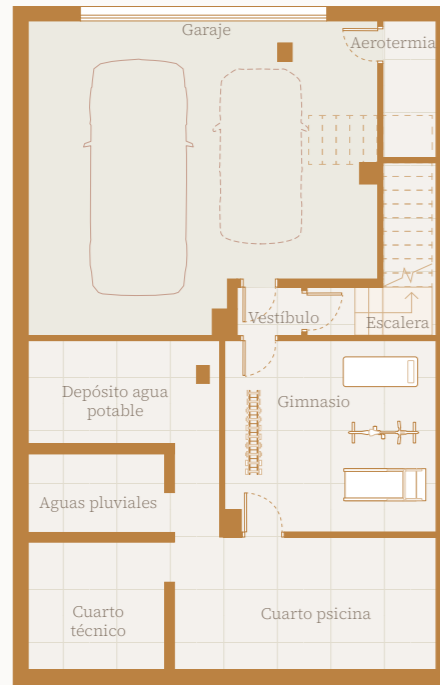 Garaje
Aerotermia
Vestíbulo
Escalera
Depósito agua
potable
Gimnasio
Aguas pluviales
Cuarto
técnico
Cuarto psicina